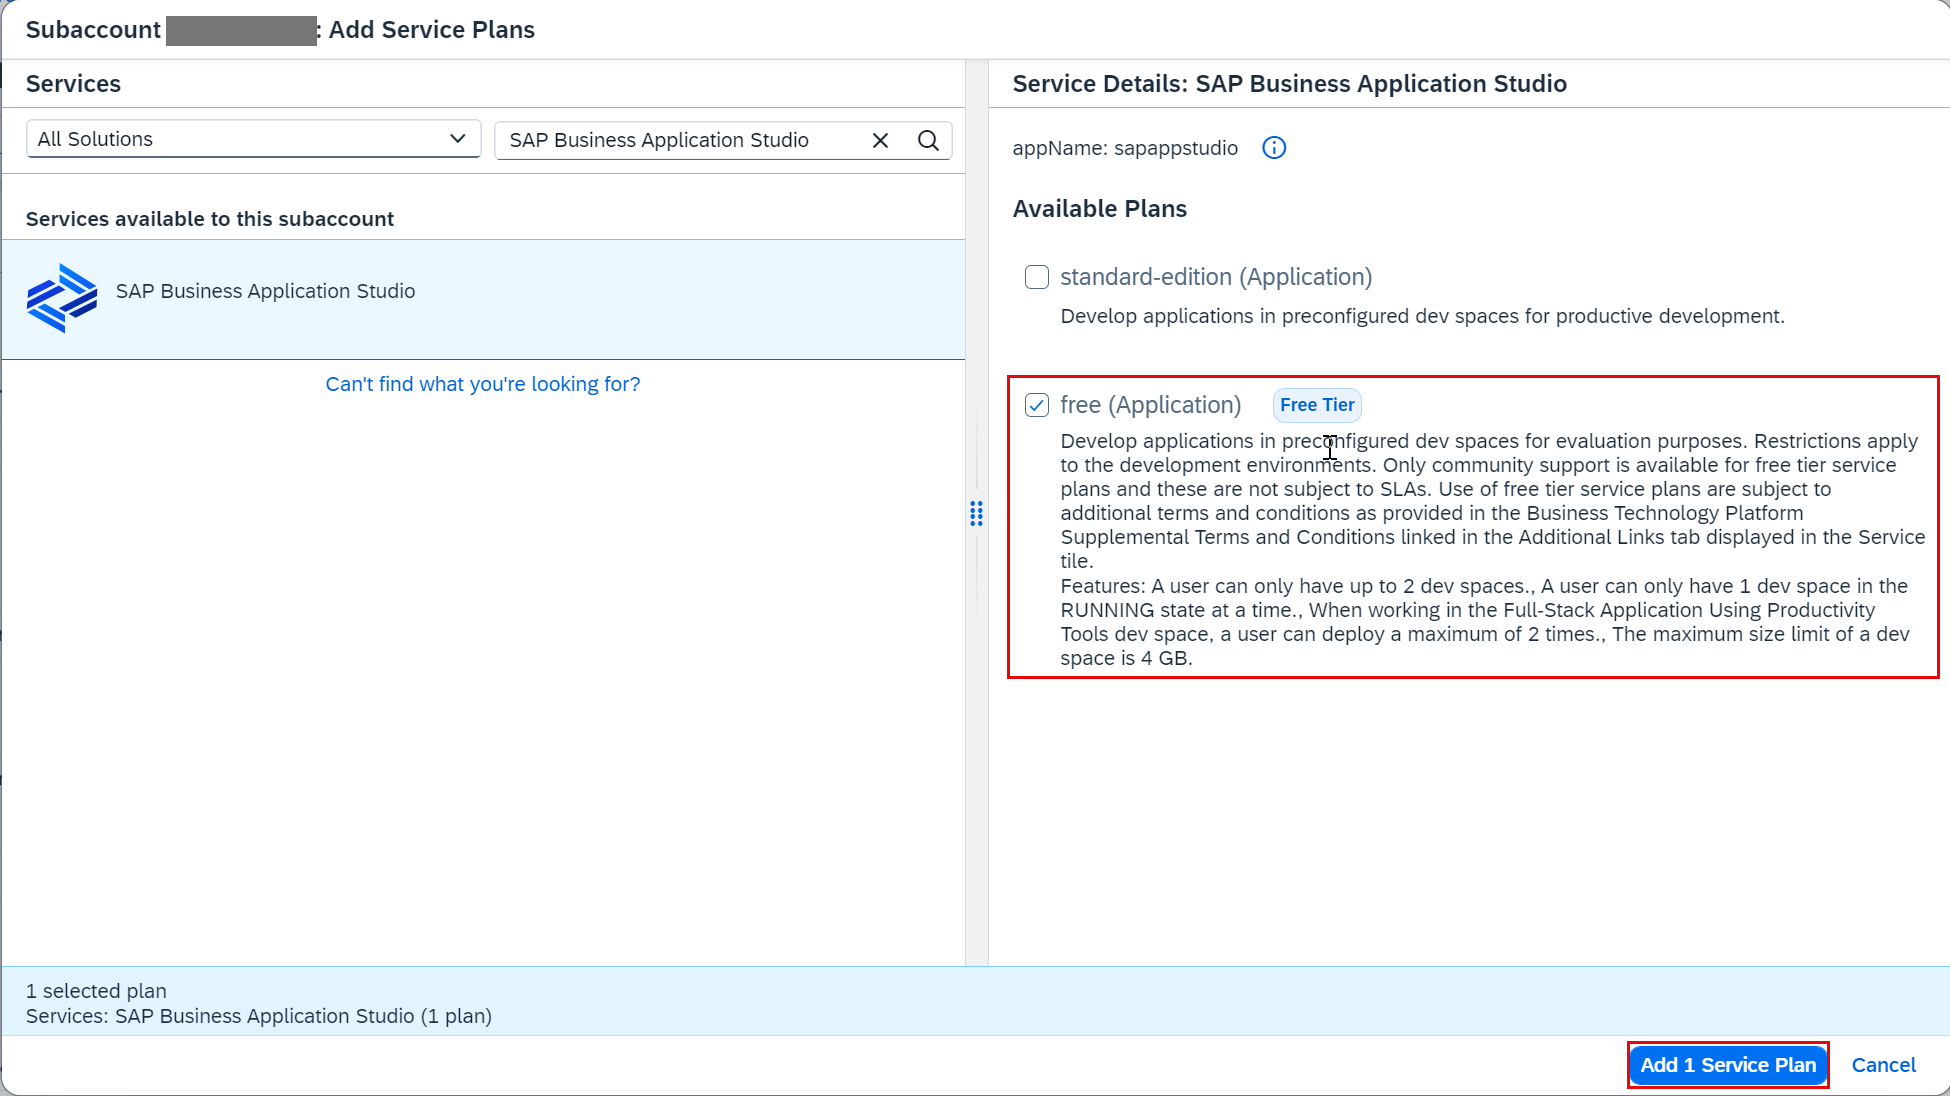 Subaccount : Add Service Plans
Services
All Solutions
SAP Business Application Studio
Services available to this subaccount
SAP Business Application Studio
Can't find what you're looking for?
Service Details: SAP Business Application Studio
appName: sapappstudio
Available Plans
standard-edition (Application)
Develop applications in preconfigured dev spaces for productive development.
free (Application) Free Tier
Develop applications in preconfigured dev spaces for evaluation purposes. Restrictions apply
to the development environments. Only community support is available for free tier service
plans and these are not subject to SLAs. Use of free tier service plans are subject to
additional terms and conditions as provided in the Business Technology Platform
Supplemental Terms and Conditions linked in the Additional Links tab displayed in the Service
tile.
Features: A user can only have up to 2 dev spaces., A user can only have 1 dev space in the
RUNNING state at a time., When working in the Full-Stack Application Using Productivity
Tools dev space, a user can deploy a maximum of 2 times., The maximum size limit of a dev
space is 4 GB.
1 selected plan
Services: SAP Business Application Studio (1 plan)
Add 1 Service Plan
Cancel